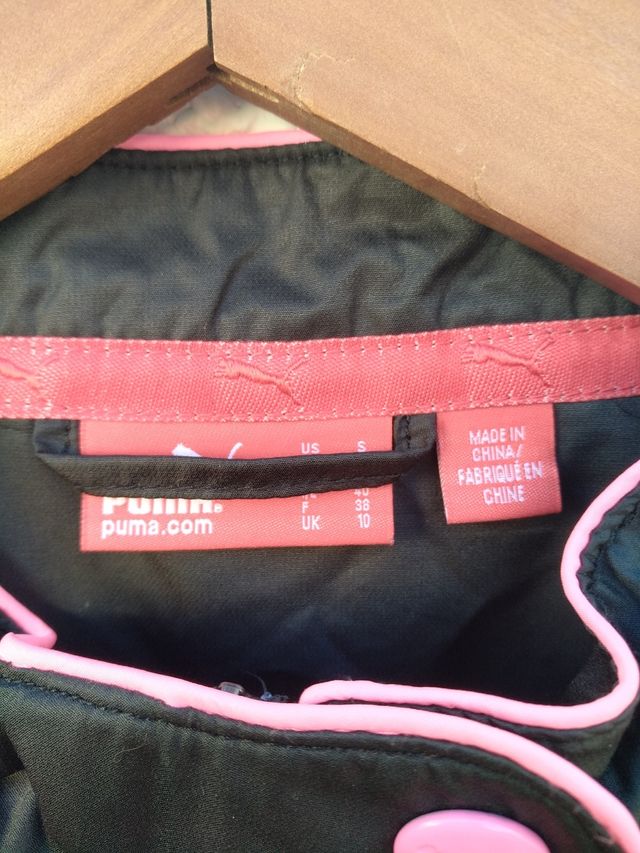 US S
PUMA®
puma.com
40
F 38
UK 10
MADE IN
CHINA/
FABRIQUÉ EN
CHINE